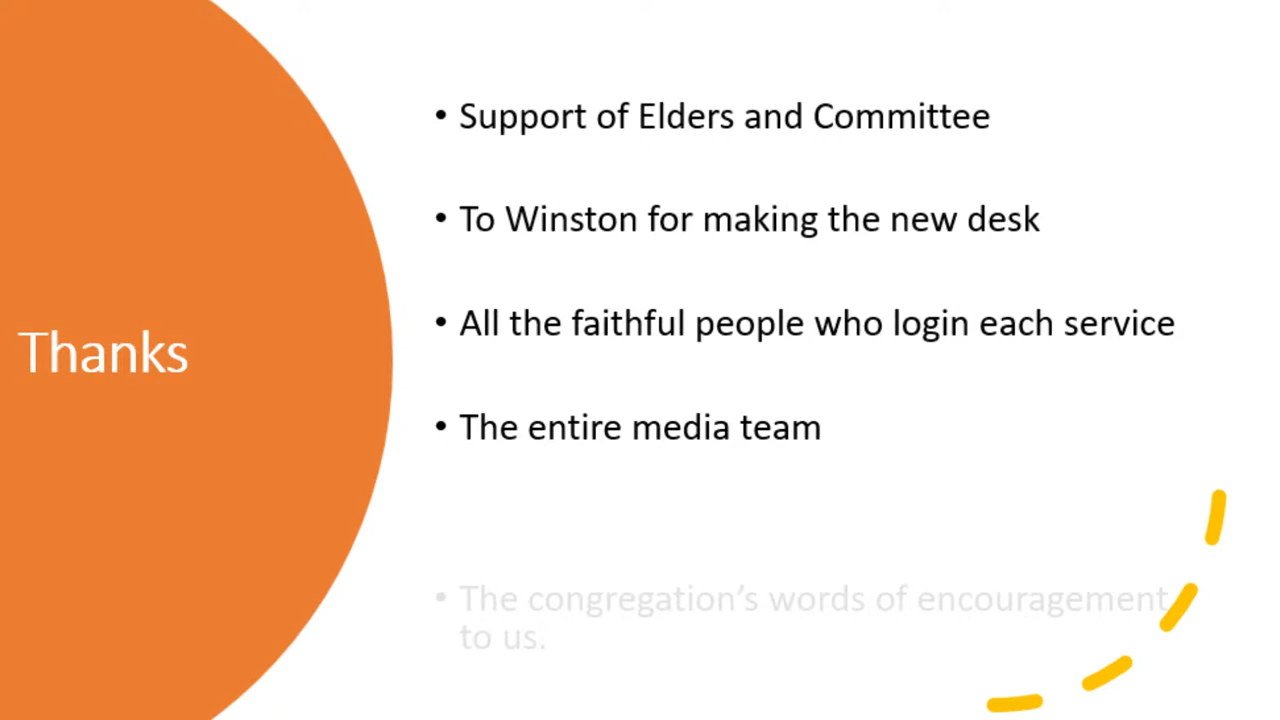 Thanks
• Support of Elders and Committee
• To Winston for making the new desk
• All the faithful people who login each service
• The entire media team
• The congregation’s words of encouragement
to us.